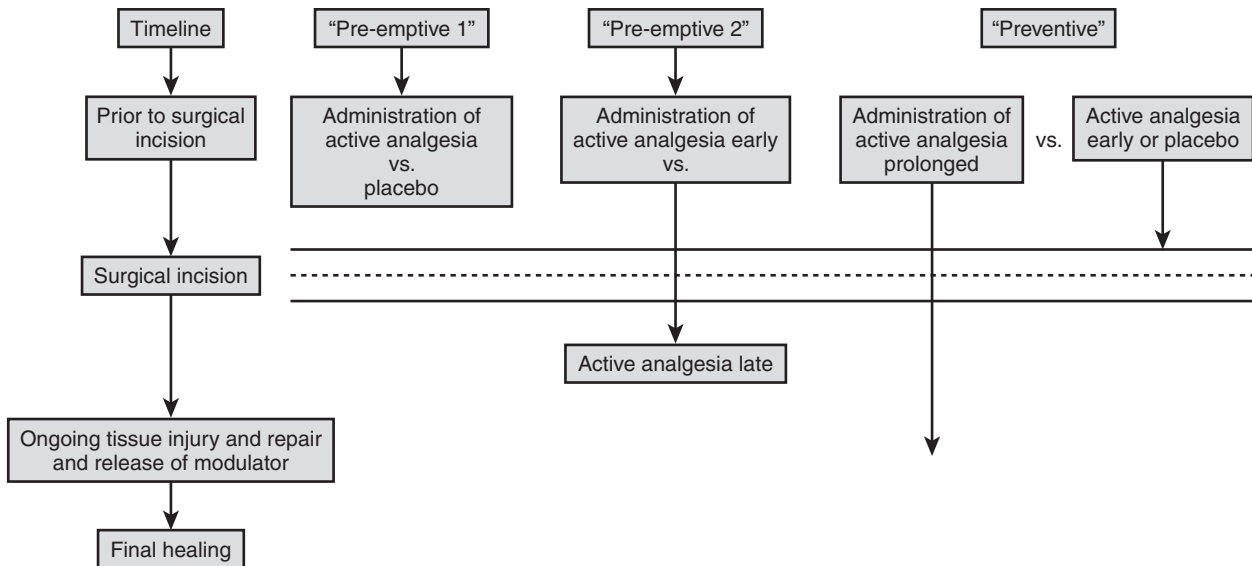 Timeline
“Pre-emptive 1”
“Pre-emptive 2”
“Preventive”
Prior to surgical
incision
Administration of
active analgesia
vs.
placebo
Administration of
active analgesia early
vs.
Administration of
active analgesia
prolonged
vs.
Active analgesia
early or placebo
Surgical incision
Active analgesia late
Ongoing tissue injury and repair
and release of modulator
Final healing